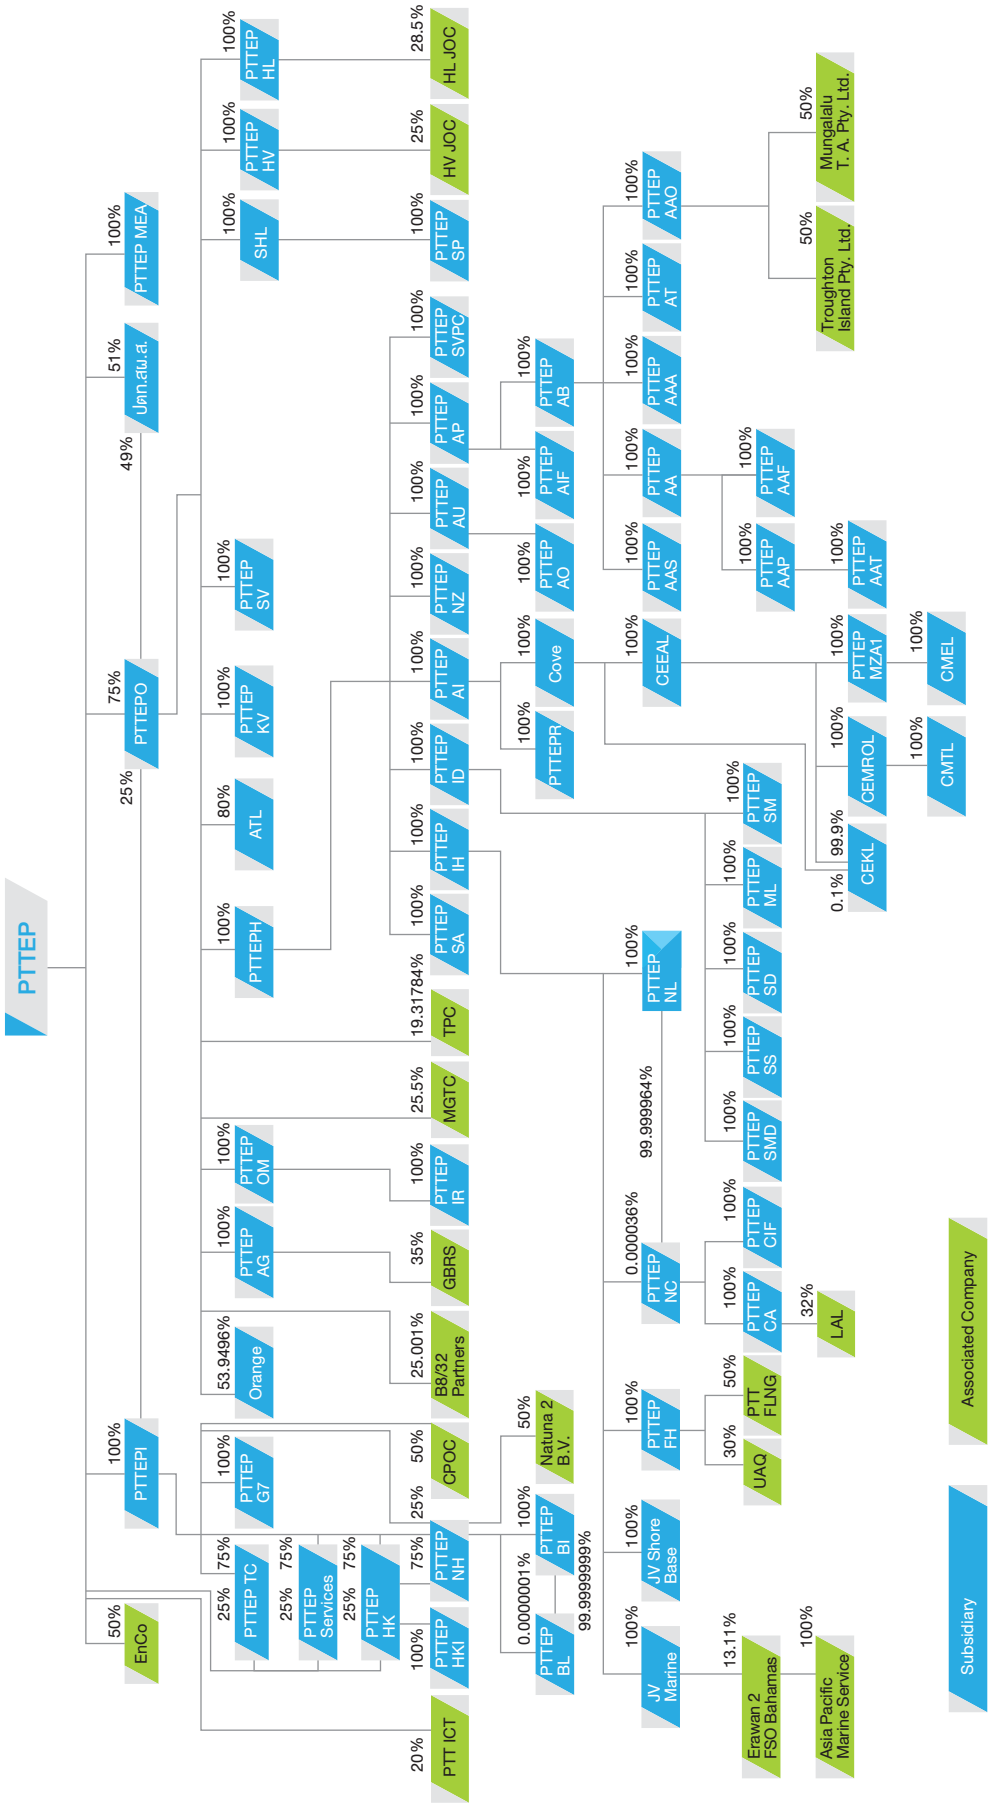 PTTEP
50%
EnCo
100%
PTTEPI
25%
75%
PTTEPO
49%
51%
ปตท.สผ.ส.
100%
PTTEP MEA
25%
75%
PTTEP TC
25%
75%
PTTEP
Services
25%
75%
PTTEP
HK
100%
PTTEP
G7
53.9496%
Orange
100%
PTTEP
AG
100%
PTTEP
OM
100%
PTTEPH
80%
ATL
100%
PTTEP
KV
100%
PTTEP
SV
100%
SHL
100%
PTTEP
HV
100%
PTTEP
HL
20%
PTT ICT
100%
PTTEP
HKI
75%
25%
PTTEP
NH
50%
CPOC
25.001%
B8/32
Partners
35%
GBRS
100%
PTTEP
IR
25.5%
MGTC
19.31784%
TPC
100%
PTTEP
SA
100%
PTTEP
IH
100%
PTTEP
ID
100%
PTTEP
AI
100%
PTTEP
NZ
100%
PTTEP
AU
100%
PTTEP
AP
100%
PTTEP
SVPC
100%
PTTEP
SP
25%
HV JOC
28.5%
HL JOC
0.0000001%
PTTEP
BL
99.9999999%
100%
PTTEP
BI
50%
Natuna 2
B.V.
100%
PTTEPR
100%
Cove
100%
PTTEP
AO
100%
PTTEP
AIF
100%
PTTEP
AB
100%
JV
Marine
100%
JV Shore
Base
100%
PTTEP
FH
0.000036%
PTTEP
NC
99.999964%
100%
PTTEP
NL
100%
CEEAL
100%
PTTEP
AAS
100%
PTTEP
AA
100%
PTTEP
AAA
100%
PTTEP
AT
100%
PTTEP
AAO
13.11%
Erawan 2
FSO Bahamas
30%
UAQ
50%
PTT
FLNG
100%
PTTEP
CA
100%
PTTEP
CIF
100%
PTTEP
SMD
100%
PTTEP
SS
100%
PTTEP
SD
100%
PTTEP
ML
100%
PTTEP
SM
100%
PTTEP
AAP
100%
PTTEP
AAF
100%
Asia Pacific
Marine Service
32%
LAL
0.1%
99.9%
CEKL
100%
CEMROL
100%
PTTEP
MZA1
100%
PTTEP
AAT
50%
Troughton
Island Pty. Ltd.
50%
Mungalalu
T. A. Pty. Ltd.
100%
CMTL
100%
CMEL
Subsidiary
Associated Company